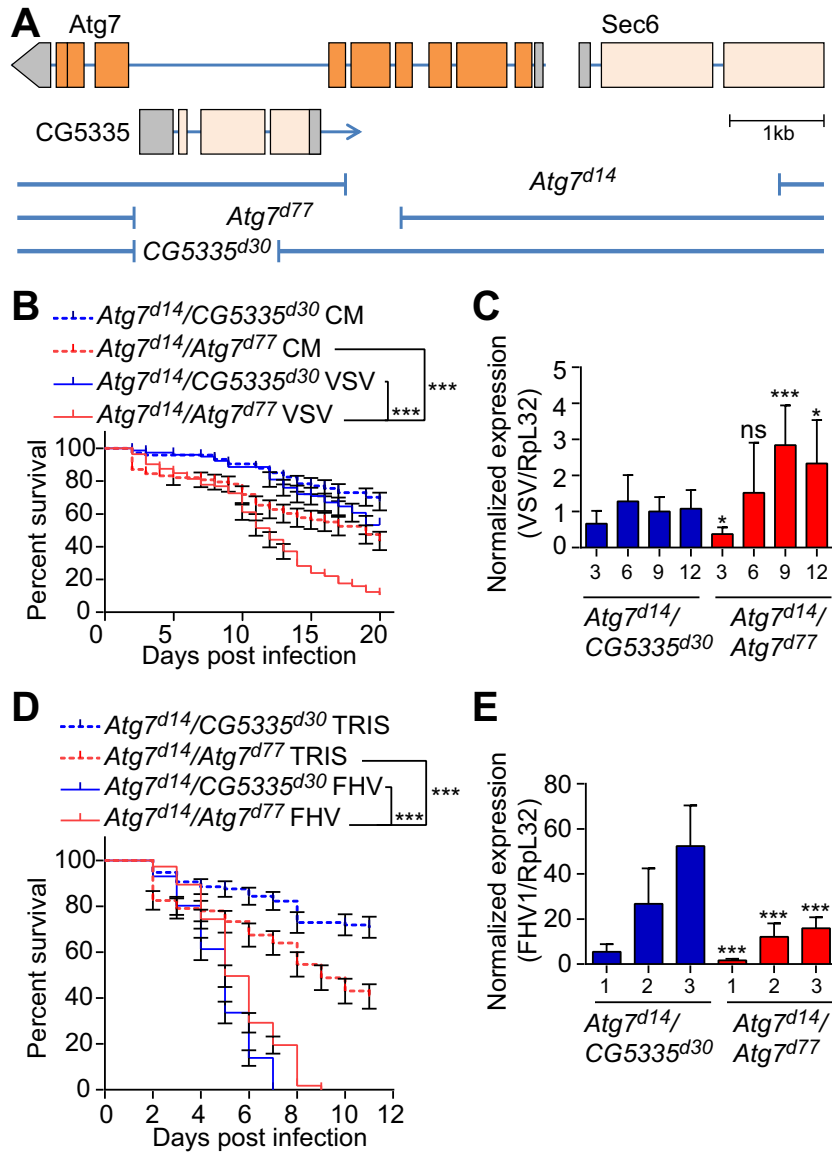 A
Atg7
Sec6
CG5335
1kb
Atg7d14
Atg7d77
CG5335d30
B
Atg7d14/CG5335d30 CM
Atg7d14/Atg7d77 CM
Atg7d14/CG5335d30 VSV
Atg7d14/Atg7d77 VSV
***
***
Percent survival
100
80
60
40
20
0
0 5 10 15 20
Days post infection
C
Normalized expression
(VSV/RpL32)
5
4
3
2
1
0
ns *** * *
3 6 9 12 3 6 9 12
Atg7d14/ Atg7d14/
CG5335d30 Atg7d77
D
Atg7d14/CG5335d30 TRIS
Atg7d14/Atg7d77 TRIS
Atg7d14/CG5335d30 FHV
Atg7d14/Atg7d77 FHV
***
***
Percent survival
100
80
60
40
20
0
0 2 4 6 8 10 12
Days post infection
E
Normalized expression
(FHV1/RpL32)
80
60
40
20
0
*** *** ***
1 2 3 1 2 3
Atg7d14/ Atg7d14/
CG5335d30 Atg7d77